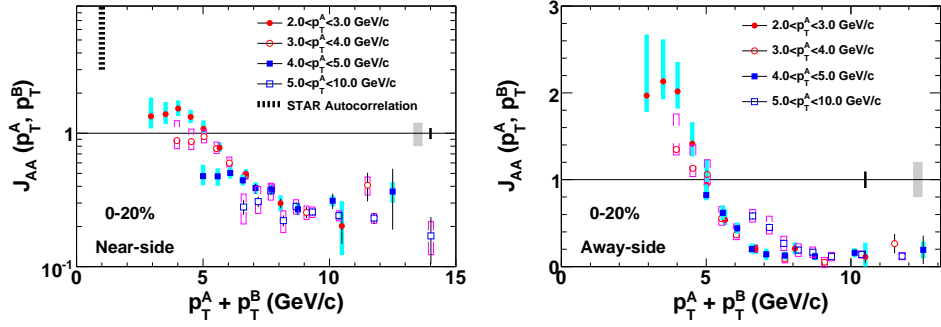 J_AA (p_T^A, p_T^B)
1
10^-1
0
5
10
15
p_T^A + p_T^B (GeV/c)
2.0<p_T^A<3.0 GeV/c
3.0<p_T^A<4.0 GeV/c
4.0<p_T^A<5.0 GeV/c
5.0<p_T^A<10.0 GeV/c
STAR Autocorrelation
0-20%
Near-side
J_AA (p_T^A, p_T^B)
3
2
1
0
0
5
10
p_T^A + p_T^B (GeV/c)
2.0<p_T^A<3.0 GeV/c
3.0<p_T^A<4.0 GeV/c
4.0<p_T^A<5.0 GeV/c
5.0<p_T^A<10.0 GeV/c
0-20%
Away-side